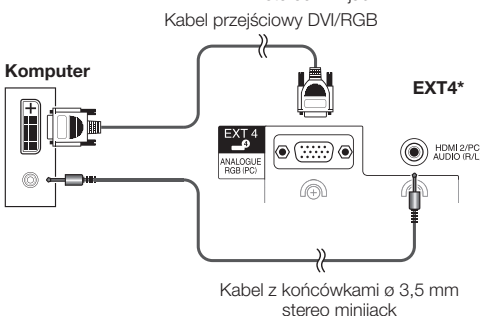 Kabel przejściowy DVI/RGB
Komputer
EXT4*
EXT 4
4
ANALOGUE
RGB (PC)
HDMI 2/PC
AUDIO (R/L
Kabel z końcówkami ø 3,5 mm
stereo minijack